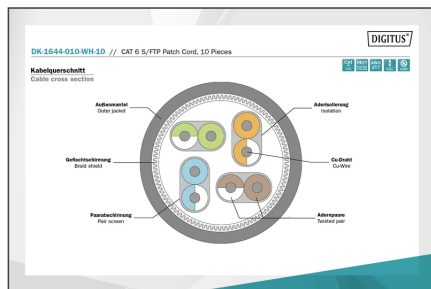 DIGITUS®
DK-1644-010-WH-10 // CAT 6 S/FTP Patch Cord, 10 Pieces
Kabelquerschnitt
Cable cross section
Außenmantel
Outer jacket
Aderisolierung
Isolation
Geflechtschirmung
Braid shield
Cu-Draht
Cu-Wire
Paarabschirmung
Pair screen
Adernpaare
Twisted pair